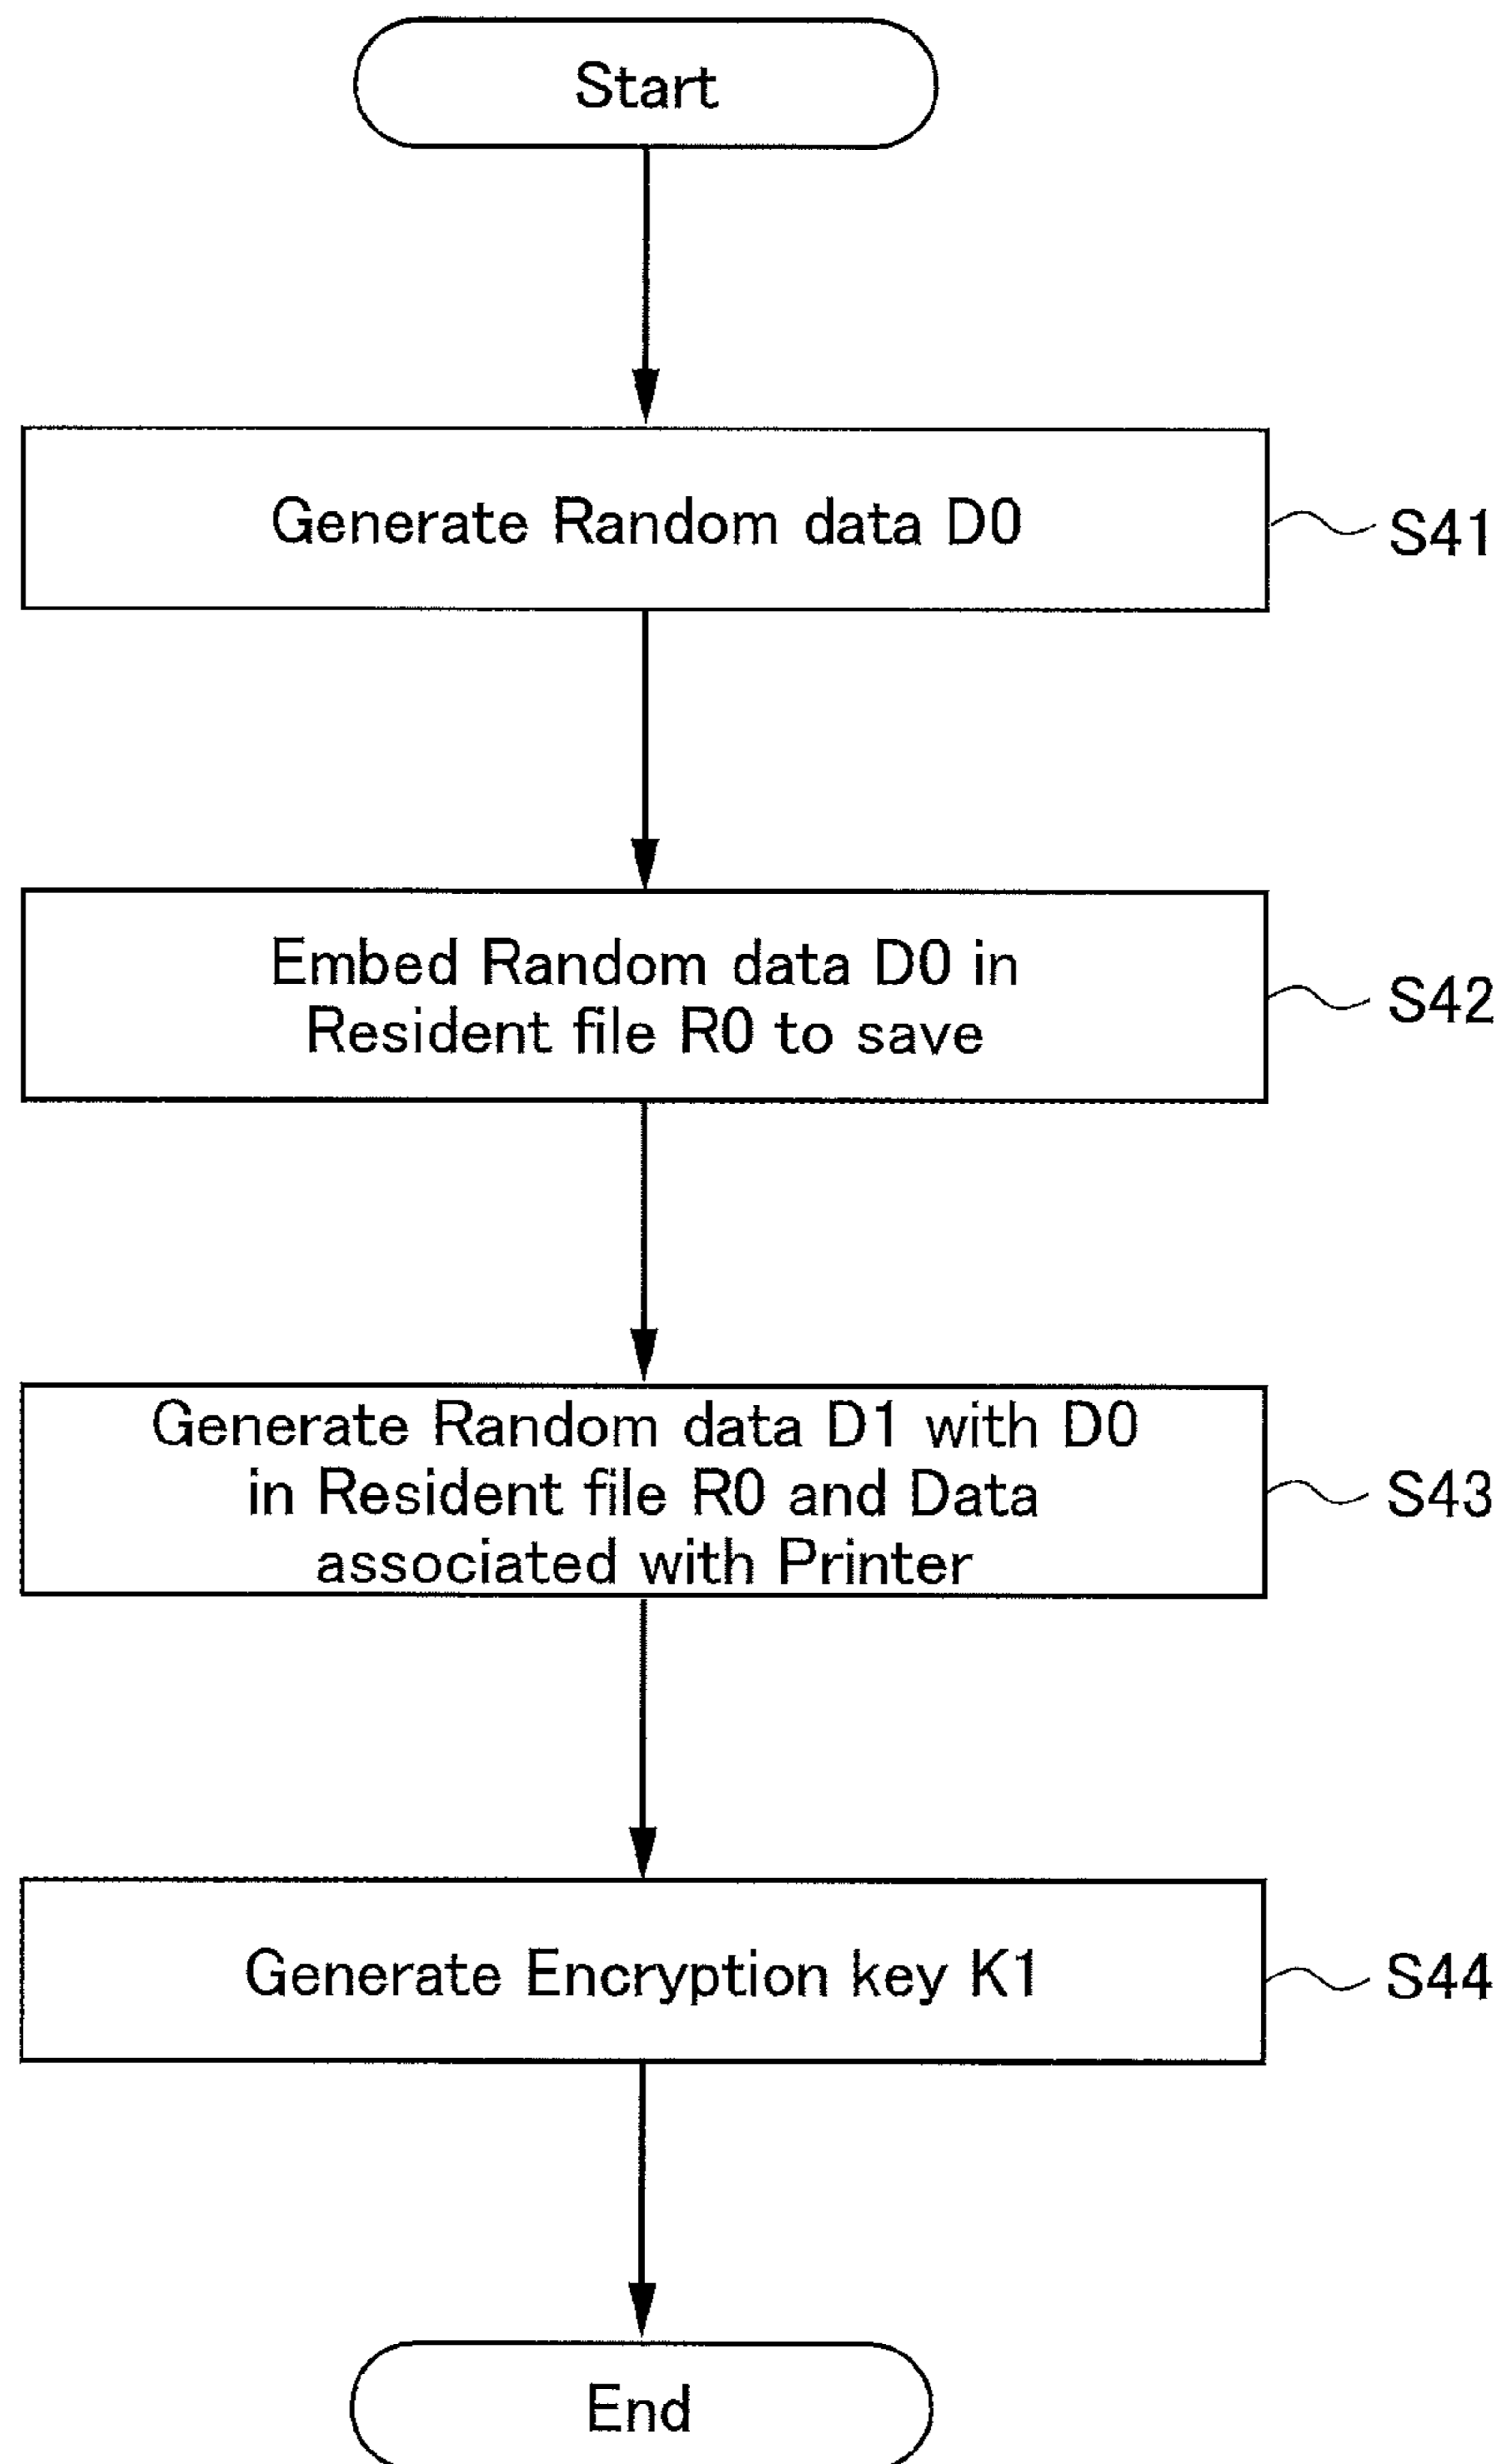 Start
Generate Random data D0
S41
Embed Random data D0 in
Resident file R0 to save
S42
Generate Random data D1 with D0
in Resident file R0 and Data
associated with Printer
S43
Generate Encryption key K1
S44
End